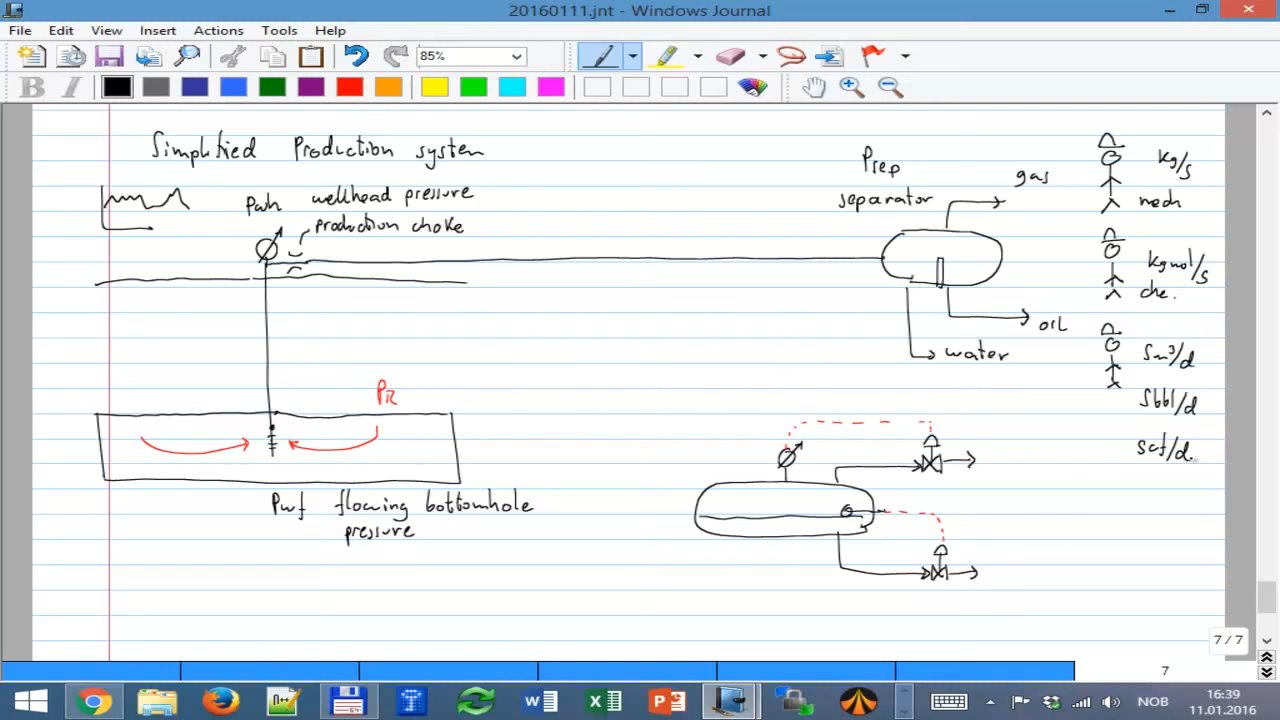 20160111.jnt - Windows Journal
File Edit View Insert Actions Tools Help
85%
B I
Simplified Production system
Pwh wellhead pressure
production choke
Psep
separator
gas
oil
water
kg/s
mech
kgmol/s
che.
Sm³/d
Sbbl/d
scf/d.
PR
Pwf flowing bottomhole
pressure
7 / 7
7
NOB
16:39
11.01.2016